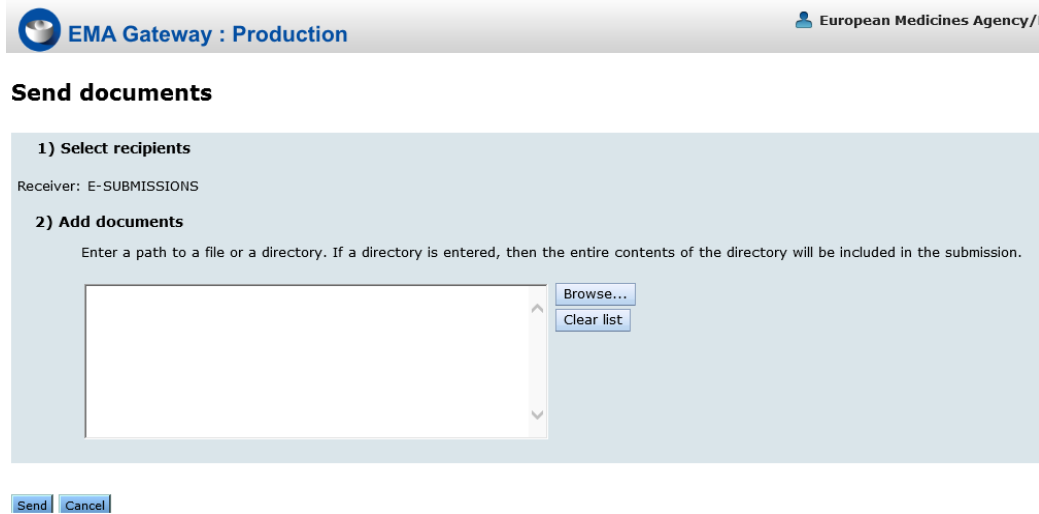 EMA Gateway : Production
European Medicines Agency/
Send documents
1) Select recipients
Receiver: E-SUBMISSIONS
2) Add documents
Enter a path to a file or a directory. If a directory is entered, then the entire contents of the directory will be included in the submission.
Browse...
Clear list
Send Cancel